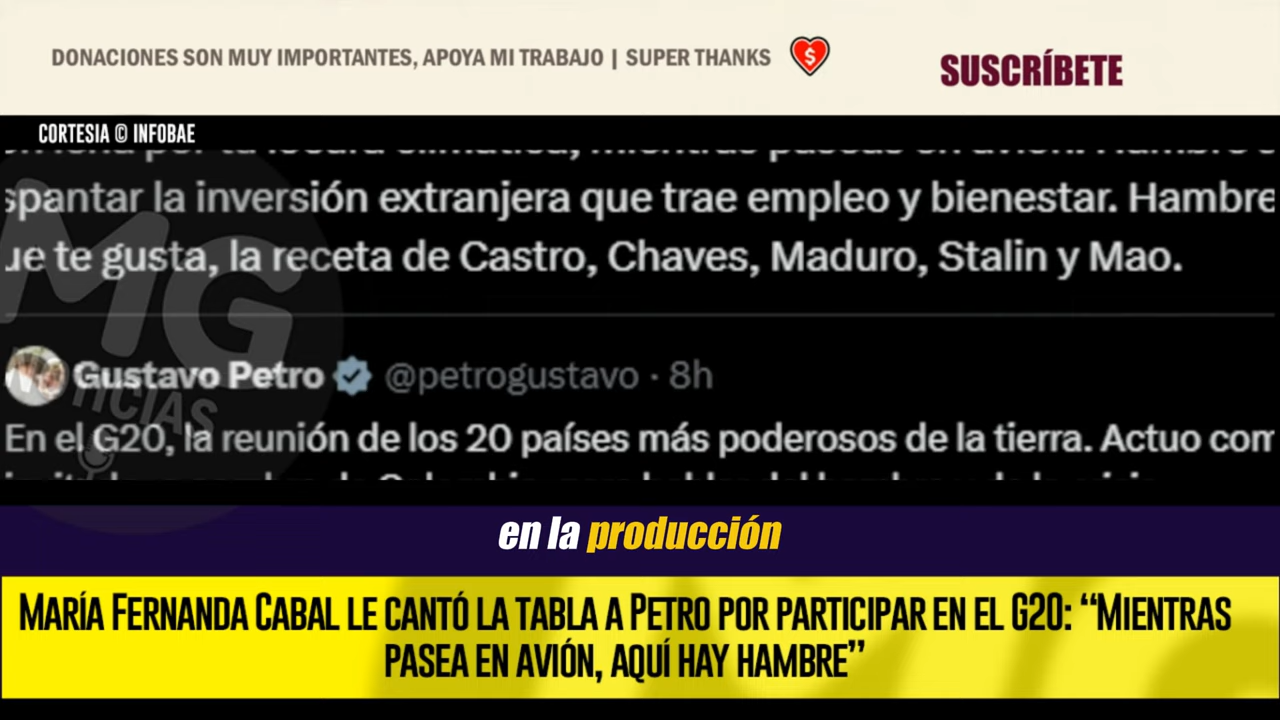 DONACIONES SON MUY IMPORTANTES, APOYA MI TRABAJO | SUPER THANKS
SUSCRÍBETE
CORTESIA © INFOBAE
spantar la inversión extranjera que trae empleo y bienestar. Hambre
ue te gusta, la receta de Castro, Chaves, Maduro, Stalin y Mao.
MG
Gustavo Petro @petrogustavo · 8h
En el G20, la reunión de los 20 países más poderosos de la tierra. Actuo com
en la producción
MARÍA FERNANDA CABAL LE CANTÓ LA TABLA A PETRO POR PARTICIPAR EN EL G20: “MIENTRAS
PASEA EN AVIÓN, AQUÍ HAY HAMBRE”